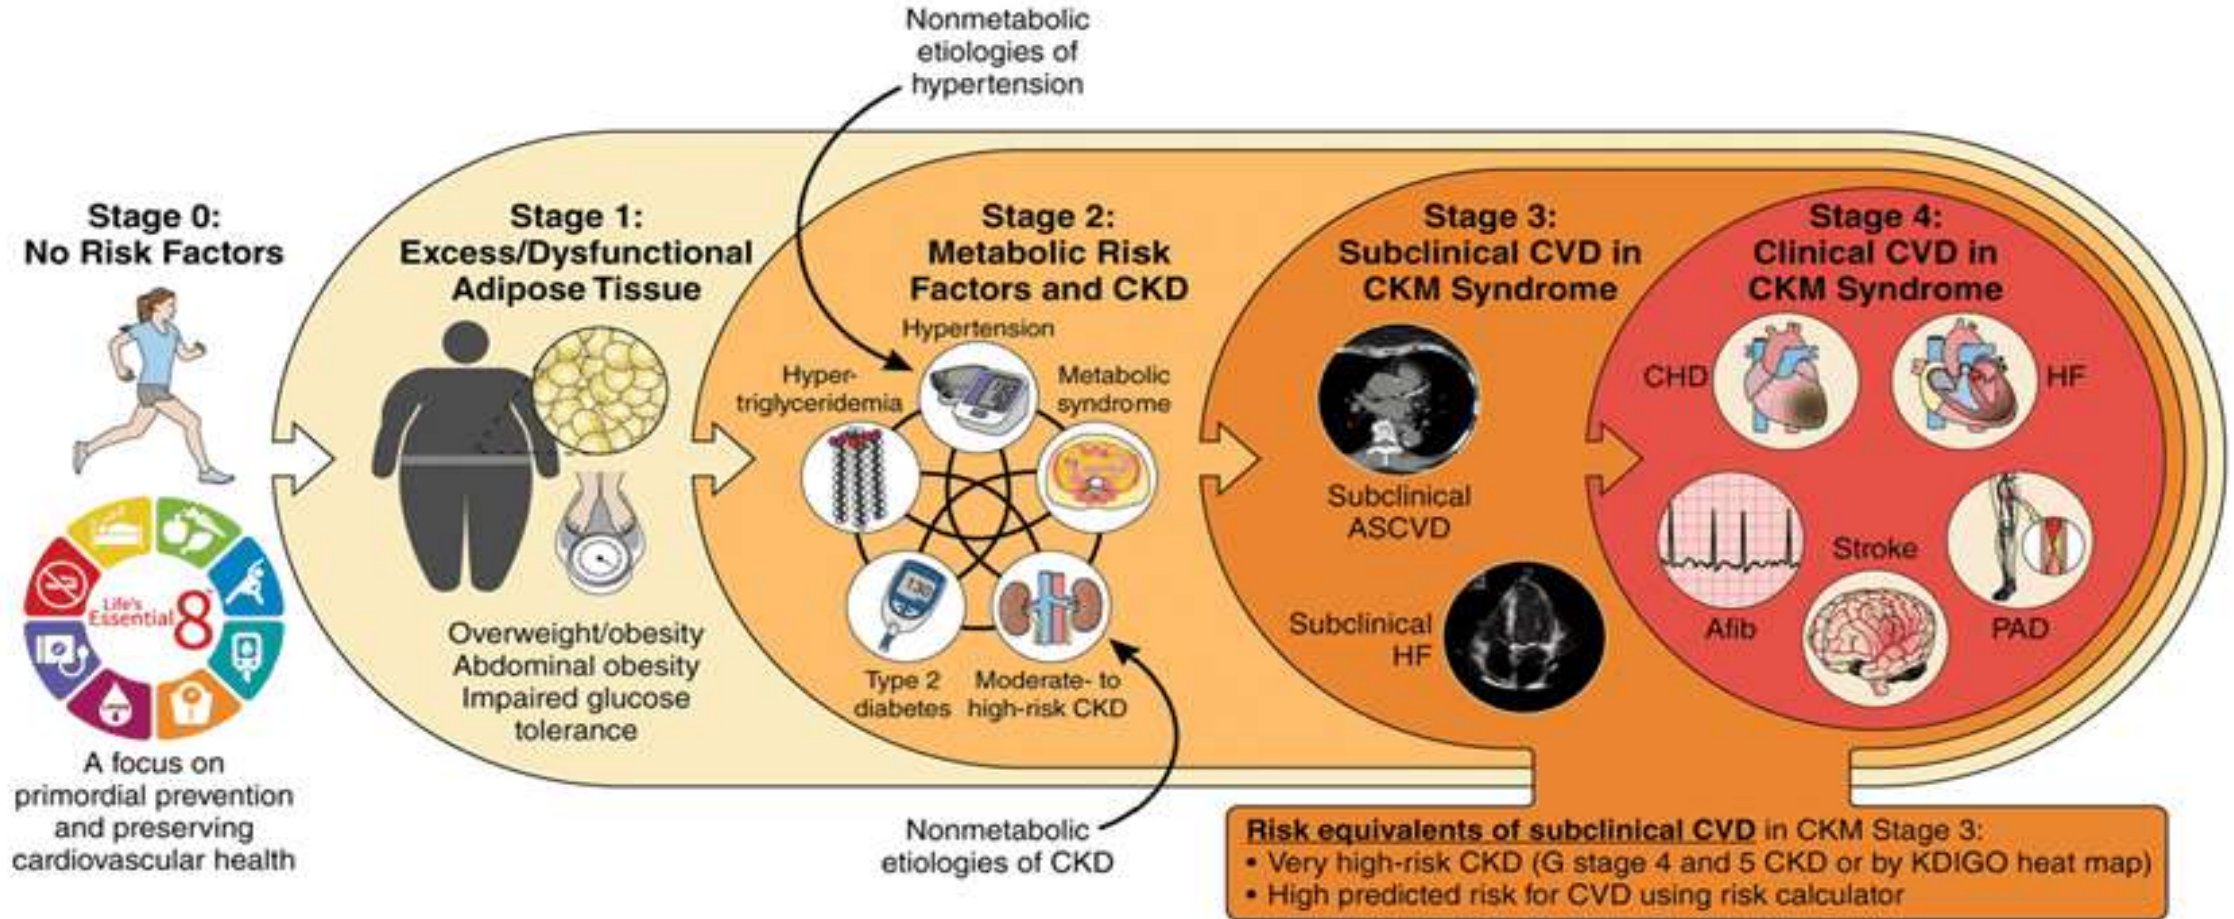 Nonmetabolic
etiologies of
hypertension
Stage 0:
No Risk Factors
Life's
Essential 8
A focus on
primordial prevention
and preserving
cardiovascular health
Stage 1:
Excess/Dysfunctional
Adipose Tissue
Overweight/obesity
Abdominal obesity
Impaired glucose
tolerance
Stage 2:
Metabolic Risk
Factors and CKD
Hypertension
Hyper-
triglyceridemia
Metabolic
syndrome
130
Type 2
diabetes
Moderate- to
high-risk CKD
Nonmetabolic
etiologies of CKD
Stage 3:
Subclinical CVD in
CKM Syndrome
Subclinical
ASCVD
Subclinical
HF
Stage 4:
Clinical CVD in
CKM Syndrome
CHD
HF
Afib
Stroke
PAD
Risk equivalents of subclinical CVD in CKM Stage 3:
• Very high-risk CKD (G stage 4 and 5 CKD or by KDIGO heat map)
• High predicted risk for CVD using risk calculator